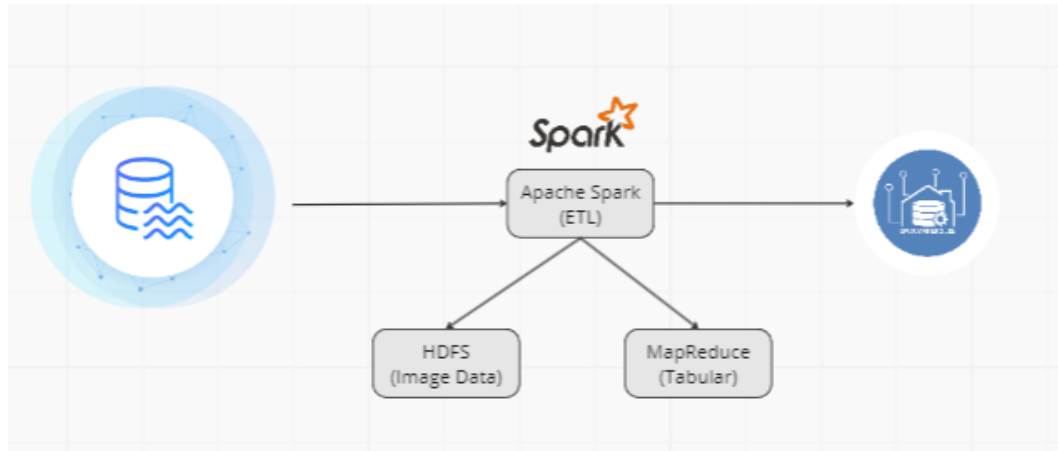 Spark
Apache Spark
(ETL)
HDFS
(Image Data)
MapReduce
(Tabular)